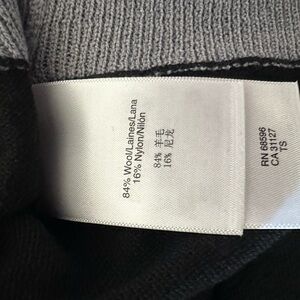 84% Wool/Laines/Lana
16% Nylon/Nilón
84% 羊毛
16% 尼龙
RN 68596
CA 31127
TS